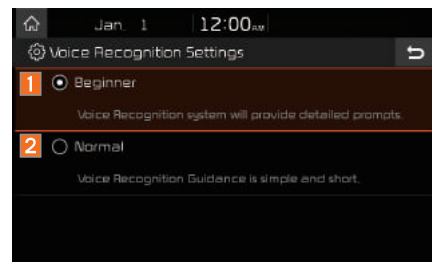 Jan. 1 12:00AM
Voice Recognition Settings
1 Beginner
Voice Recognition system will provide detailed prompts.
2 Normal
Voice Recognition Guidance is simple and short.